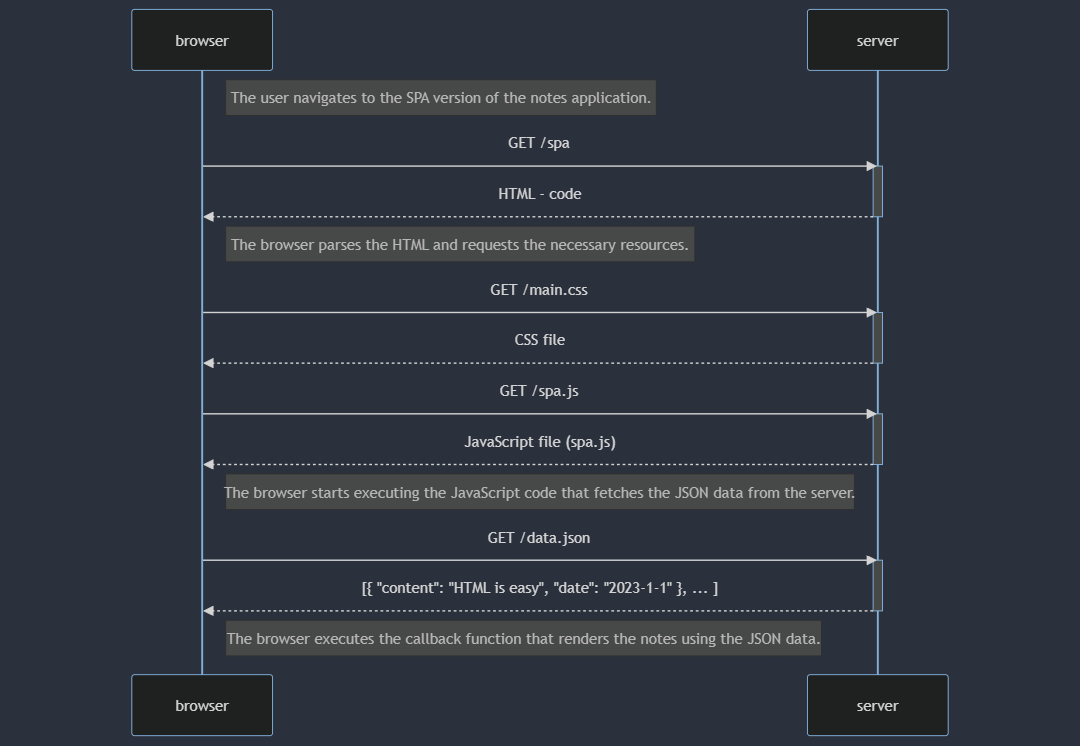 browser
server
The user navigates to the SPA version of the notes application.
GET /spa
HTML - code
The browser parses the HTML and requests the necessary resources.
GET /main.css
CSS file
GET /spa.js
JavaScript file (spa.js)
The browser starts executing the JavaScript code that fetches the JSON data from the server.
GET /data.json
[{ "content": "HTML is easy", "date": "2023-1-1" }, ... ]
The browser executes the callback function that renders the notes using the JSON data.
browser
server